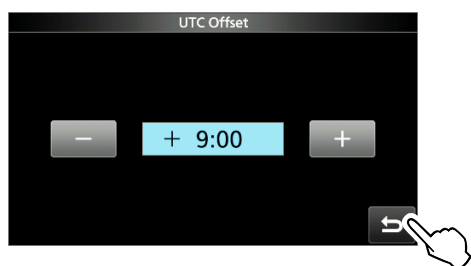 UTC Offset
− + 9:00 +